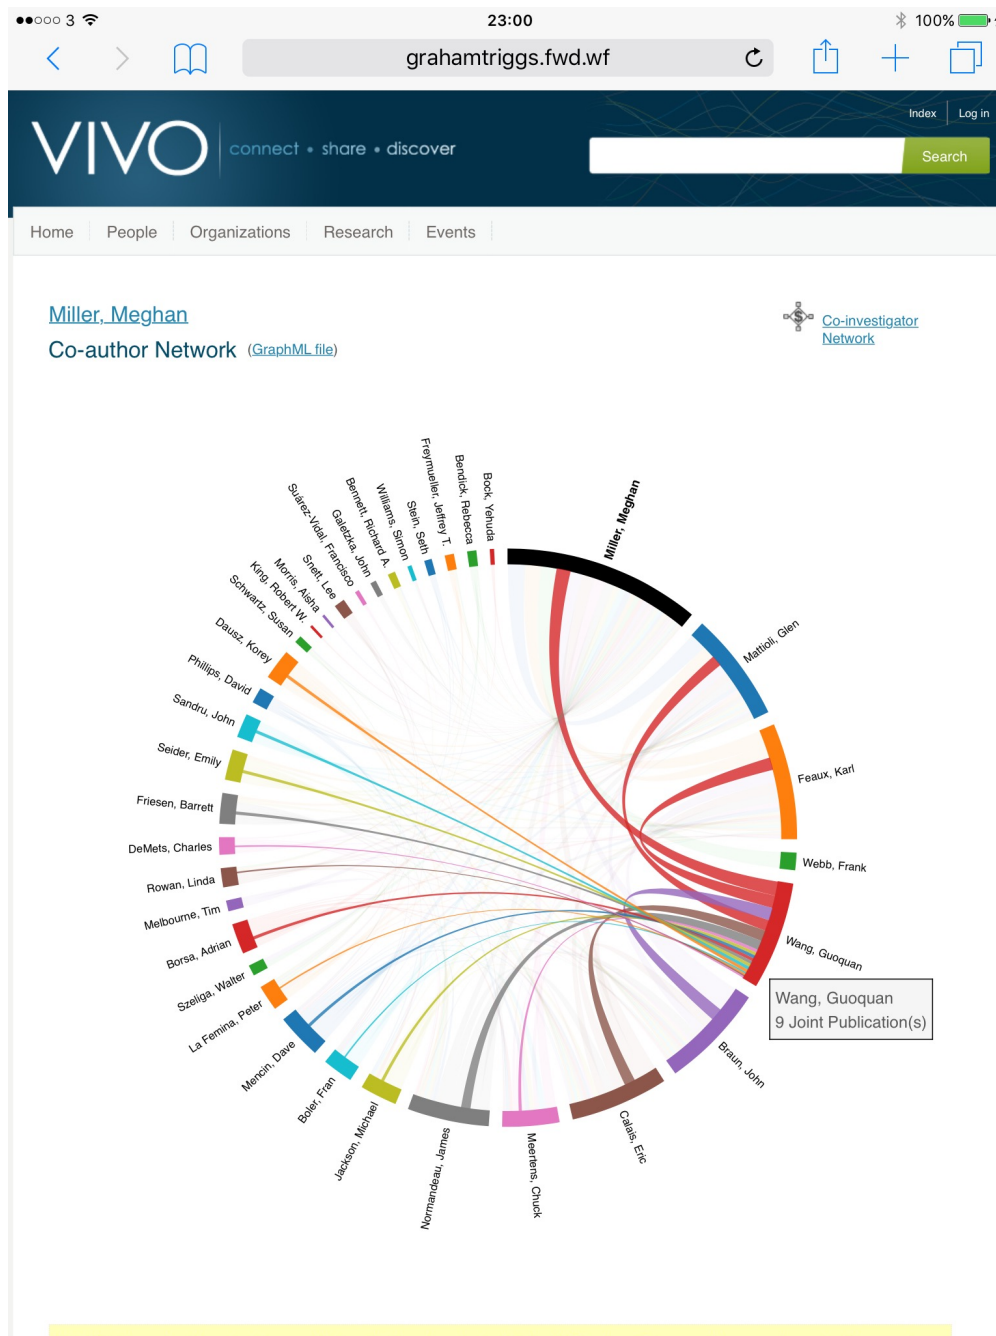 3
23:00
100%
grahamtriggs.fwd.wf
Index
Log in
VIVO
connect • share • discover
Search
Home
People
Organizations
Research
Events
Miller, Meghan
Co-investigator
Network
Co-author Network (GraphML file)
Miller, Meghan
Mattioli, Glen
Feaux, Karl
Webb, Frank
Wang, Guoquan
Wang, Guoquan
9 Joint Publication(s)
Braun, John
Calais, Eric
Meertens, Chuck
Normandeau, James
Jackson, Michael
Boler, Fran
Mencin, Dave
La Femina, Peter
Szeliga, Walter
Borsa, Adrian
Melbourne, Tim
Rowan, Linda
DeMets, Charles
Friesen, Barrett
Seider, Emily
Sandru, John
Phillips, David
Dausz, Korey
Schwartz, Susan
King, Robert W.
Morris, Aisha
Snett, Lee
Suárez-Vidal, Francisco
Galetzka, John
Bennett, Richard A.
Williams, Simon
Stein, Seth
Freymueller, Jeffrey T.
Bendick, Rebecca
Bock, Yehuda